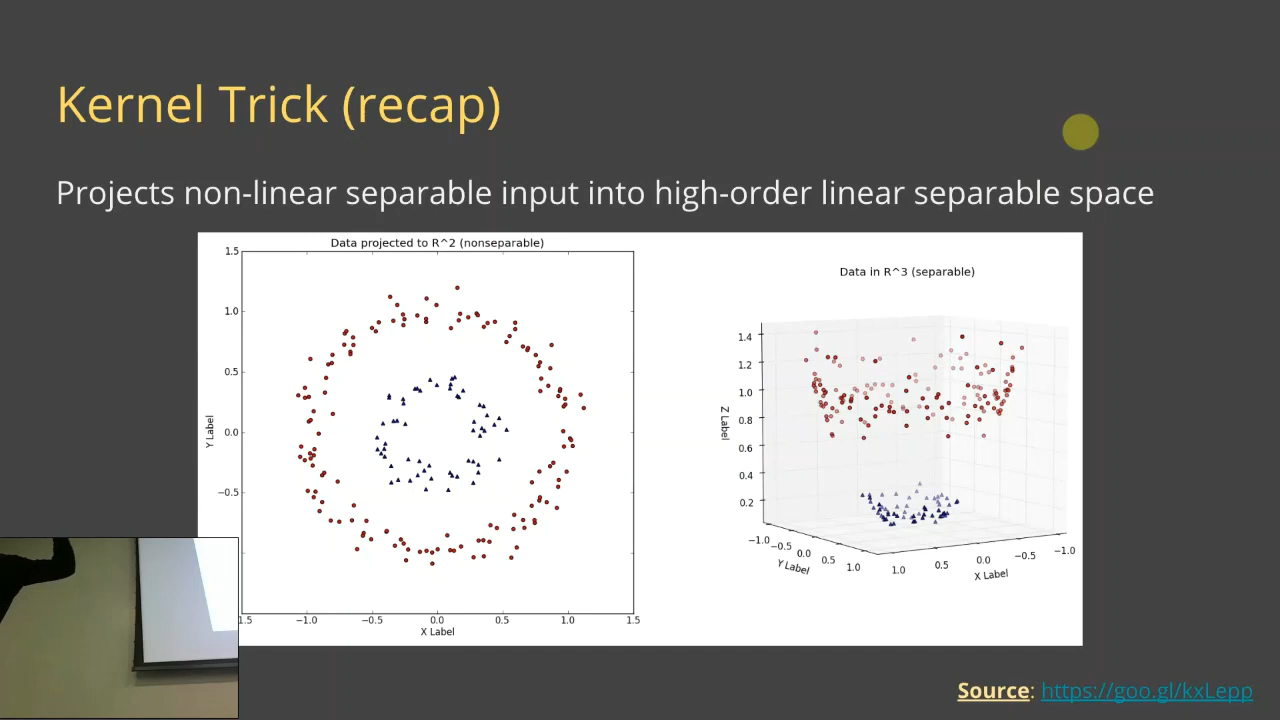 Kernel Trick (recap)
Projects non-linear separable input into high-order linear separable space
Data projected to R^2 (nonseparable)
1.5
1.0
0.5
0.0
−0.5
Y Label
1.5
−1.0
−0.5
0.0
0.5
1.0
1.5
X Label
Data in R^3 (separable)
1.4
1.2
1.0
0.8
0.6
0.4
0.2
Z Label
−1.0
−0.5
0.0
0.5
1.0
Y Label
1.0
0.5
0.0
−0.5
−1.0
X Label
Source: https://goo.gl/kxLepp